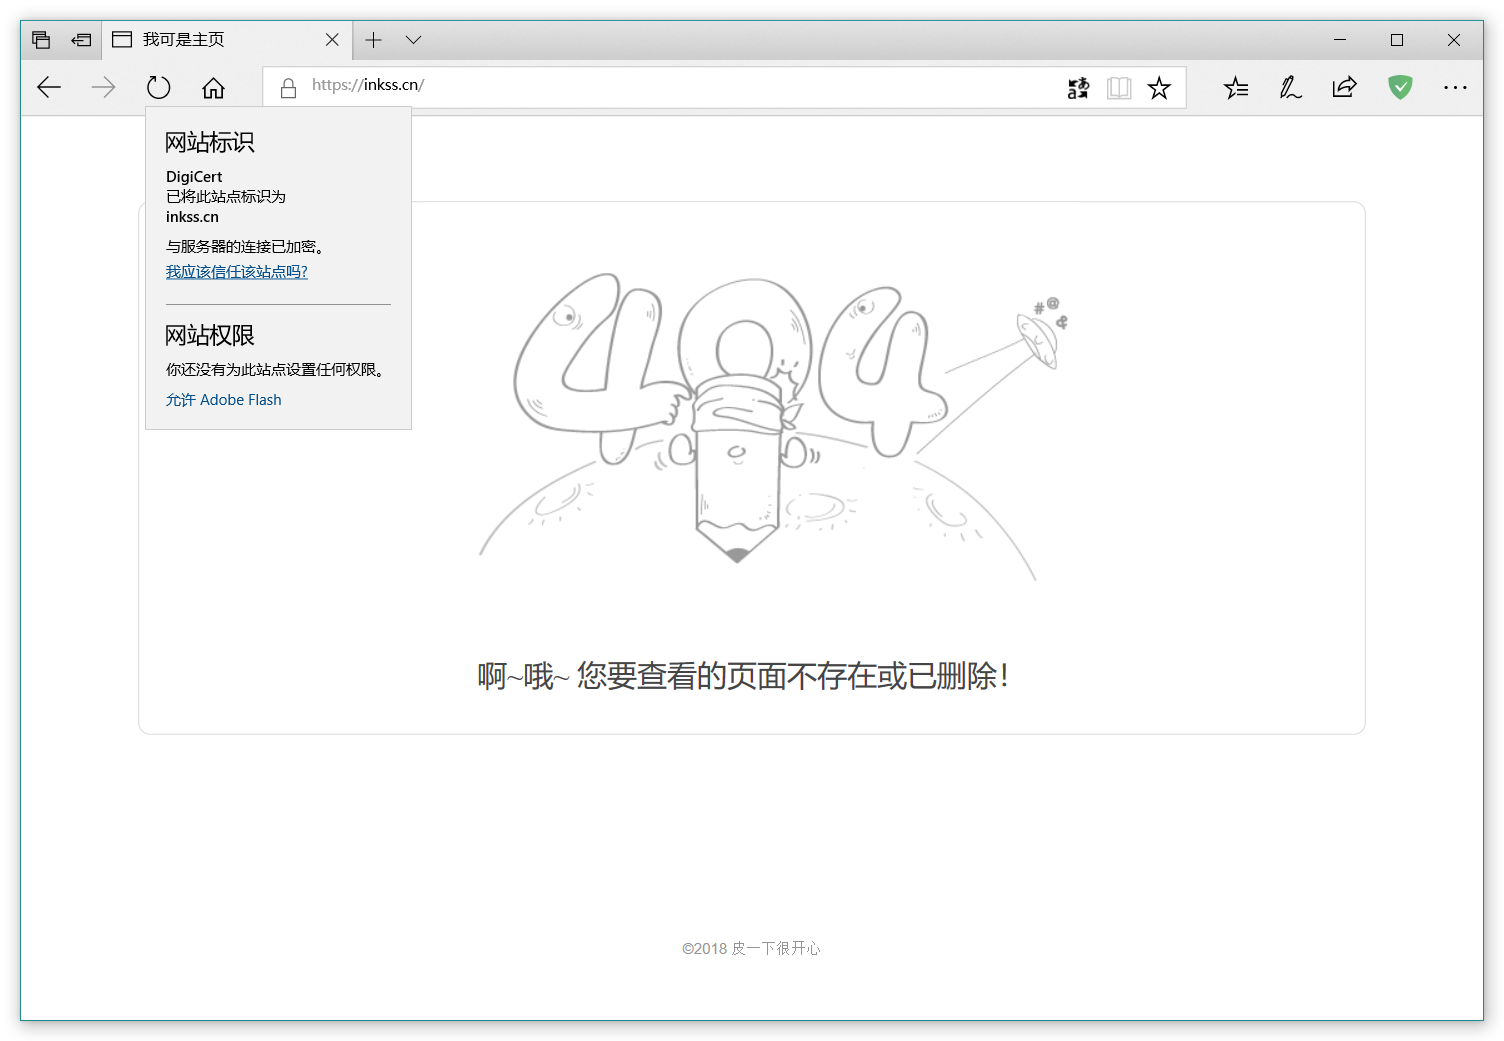 我可是主页
https://inkss.cn/
网站标识
DigiCert
已将此站点标识为
inkss.cn
与服务器的连接已加密。
我应该信任该站点吗?
网站权限
你还没有为此站点设置任何权限。
允许 Adobe Flash
404
#@
&
啊~哦~ 您要查看的页面不存在或已删除!
©2018 皮一下很开心